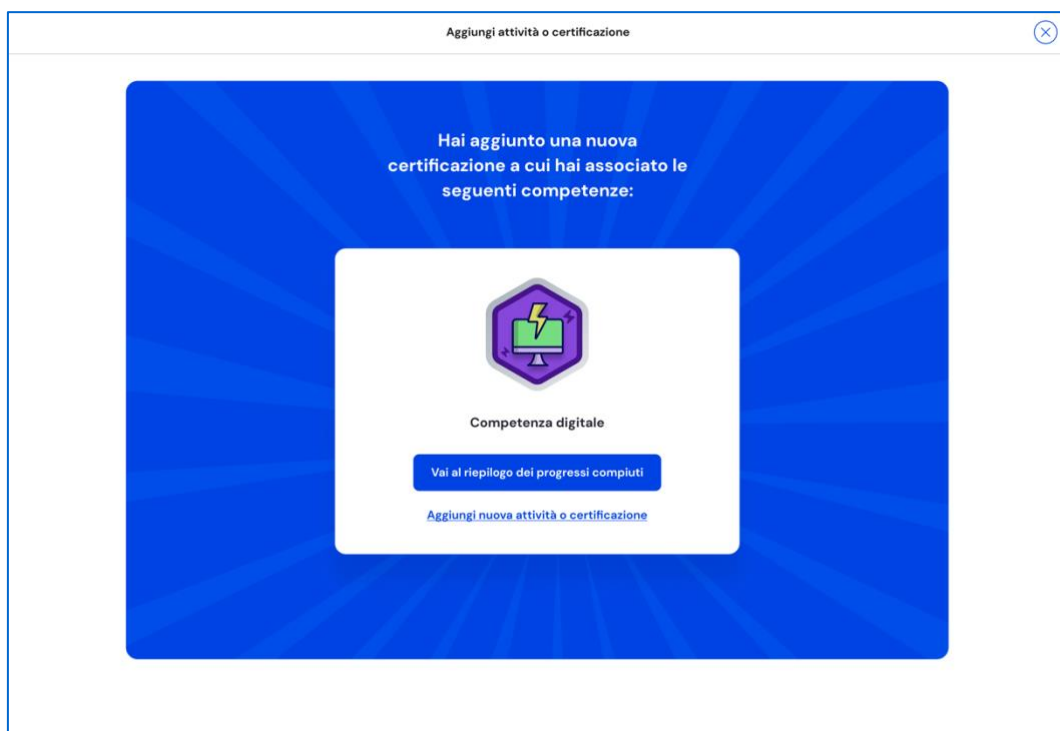 Aggiungi attività o certificazione
Hai aggiunto una nuova
certificazione a cui hai associato le
seguenti competenze:
Competenza digitale
Vai al riepilogo dei progressi compiuti
Aggiungi nuova attività o certificazione